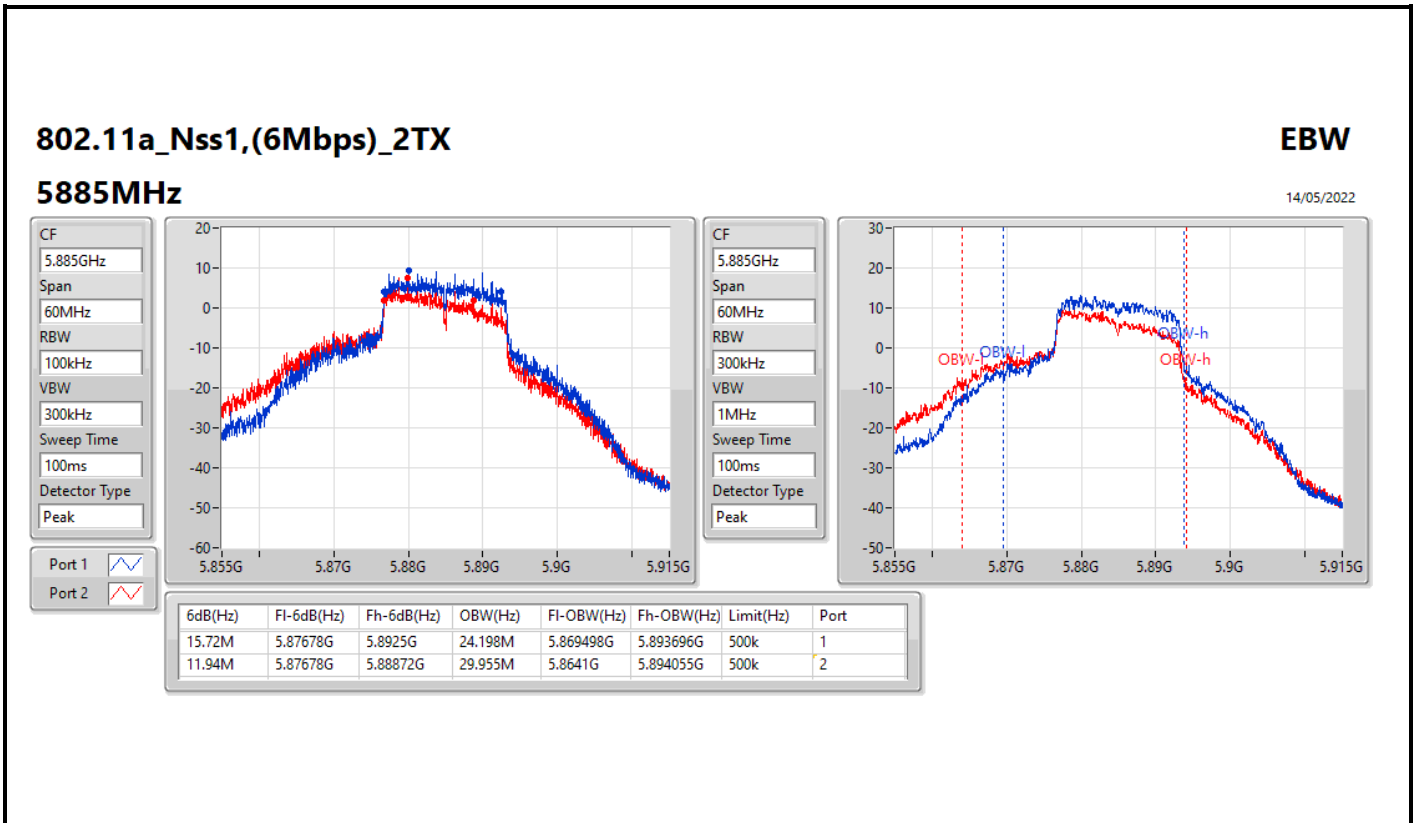 802.11a_Nss1,(6Mbps)_2TX
EBW
5885MHz
14/05/2022
CF
5.885GHz
Span
60MHz
RBW
100kHz
VBW
300kHz
Sweep Time
100ms
Detector Type
Peak
Port 1
Port 2
20
10
0
-10
-20
-30
-40
-50
-60
5.855G 5.87G 5.88G 5.89G 5.9G 5.915G
CF
5.885GHz
Span
60MHz
RBW
300kHz
VBW
1MHz
Sweep Time
100ms
Detector Type
Peak
30
20
10
0
-10
-20
-30
-40
-50
OBW-l
OBW-l
OBW-h
OBW-h
5.855G 5.87G 5.88G 5.89G 5.9G 5.915G
6dB(Hz) Fl-6dB(Hz) Fh-6dB(Hz) OBW(Hz) Fl-OBW(Hz) Fh-OBW(Hz) Limit(Hz) Port
15.72M 5.87678G 5.8925G 24.198M 5.869498G 5.893696G 500k 1
11.94M 5.87678G 5.88872G 29.955M 5.8641G 5.894055G 500k 2